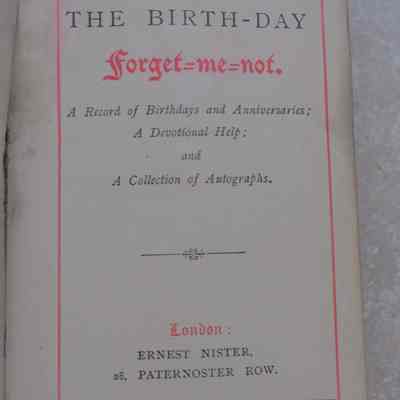 THE BIRTH-DAY
Forget=me=not.
A Record of Birthdays and Anniversaries;
A Devotional Help;
and
A Collection of Autographs.
London:
ERNEST NISTER,
28, PATERNOSTER ROW.